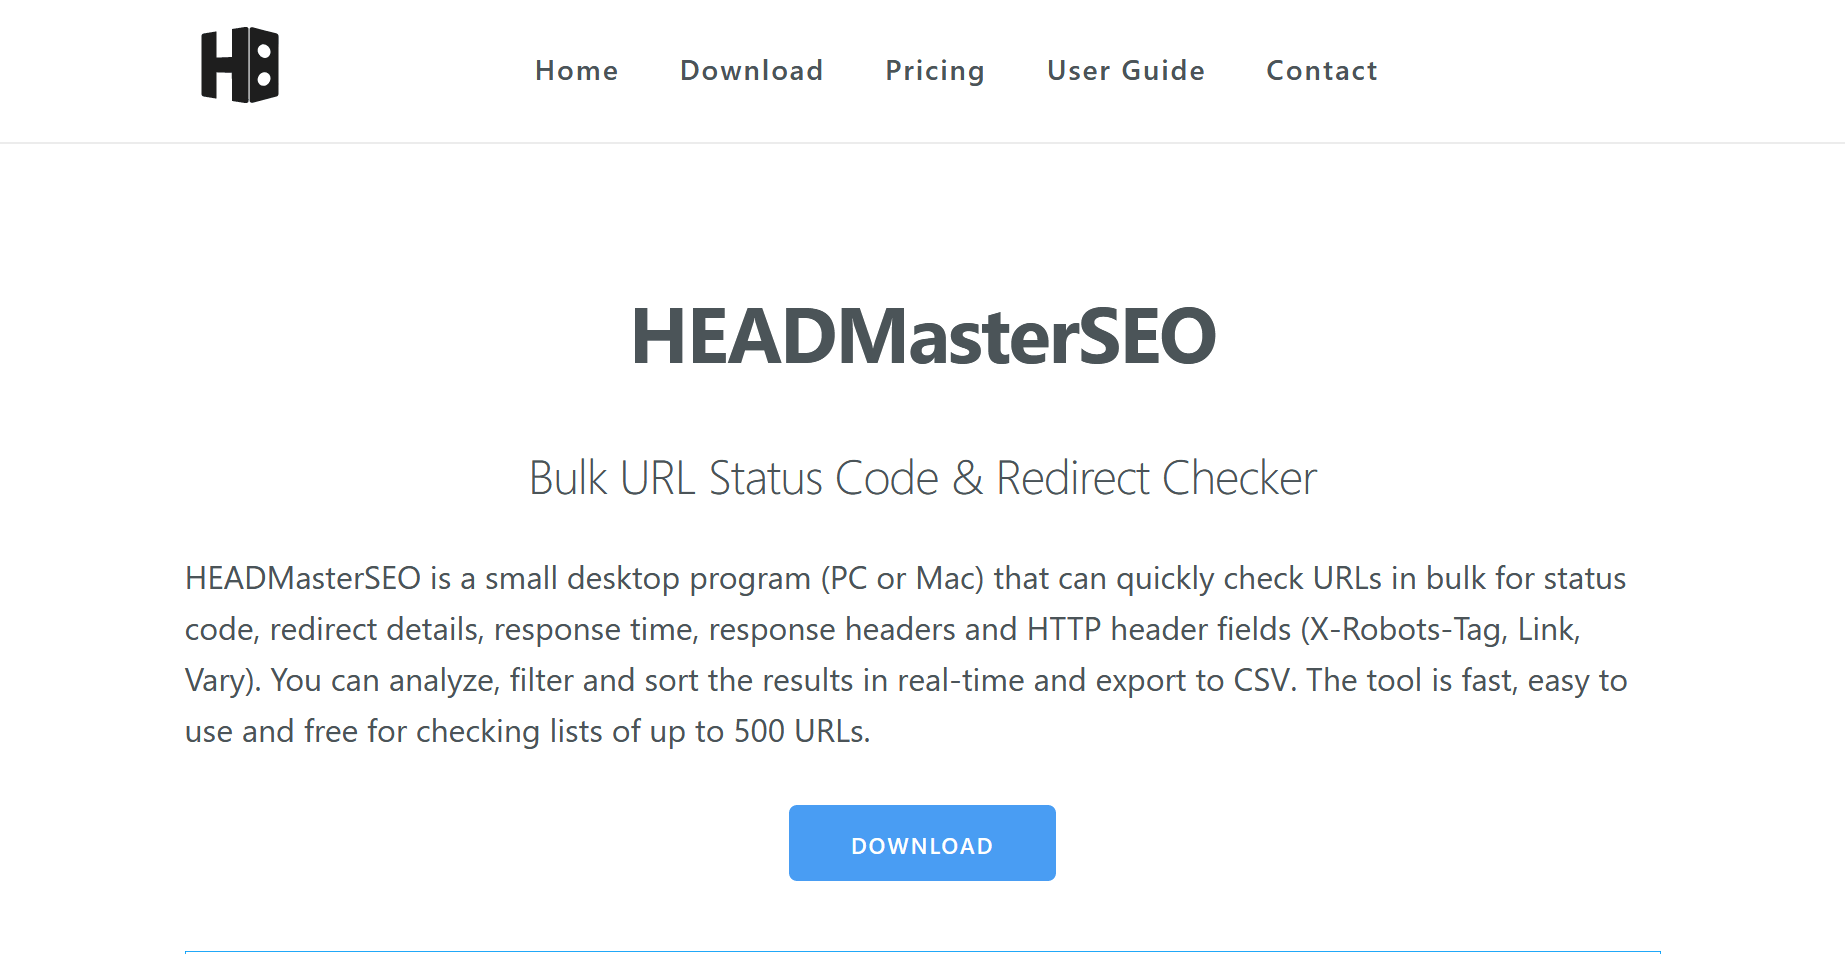 Home Download Pricing User Guide Contact
HEADMasterSEO
Bulk URL Status Code & Redirect Checker
HEADMasterSEO is a small desktop program (PC or Mac) that can quickly check URLs in bulk for status
code, redirect details, response time, response headers and HTTP header fields (X-Robots-Tag, Link,
Vary). You can analyze, filter and sort the results in real-time and export to CSV. The tool is fast, easy to
use and free for checking lists of up to 500 URLs.
DOWNLOAD